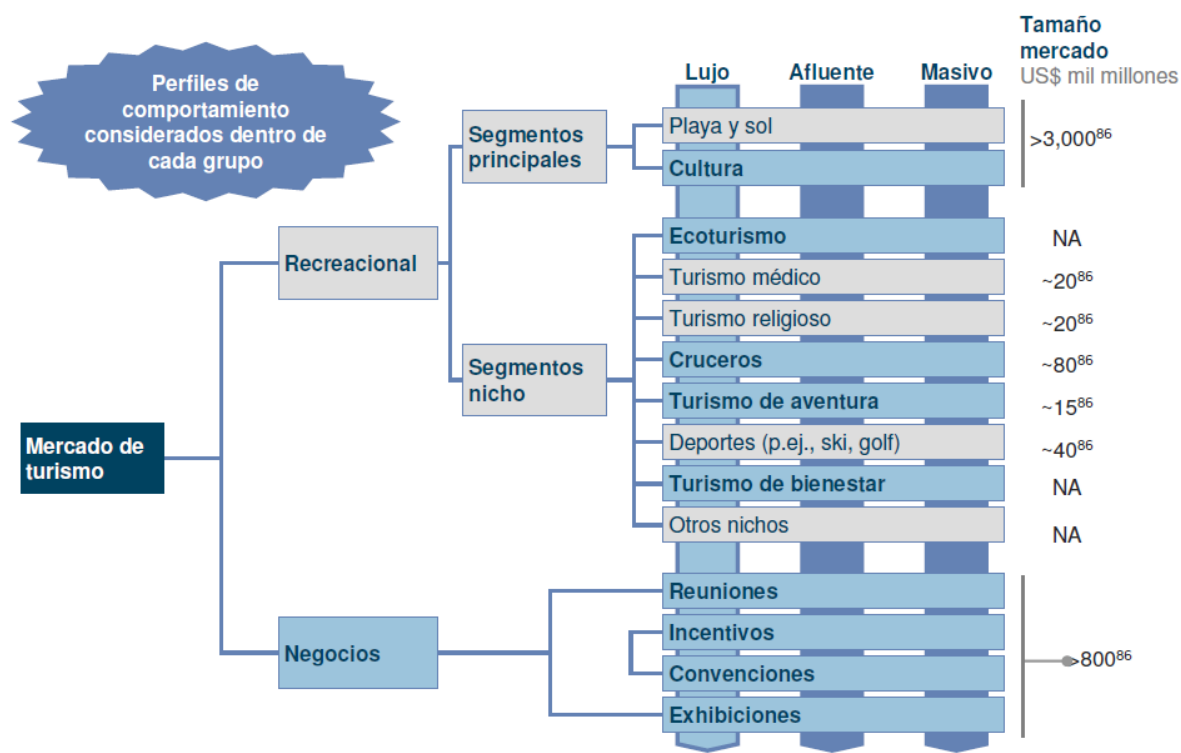 Tamaño
mercado
US$ mil millones
Lujo Afluente Masivo
Perfiles de
comportamiento
considerados dentro de
cada grupo
Segmentos
principales
Playa y sol
Cultura
>3,000⁸⁶
Recreacional
Segmentos
nicho
Ecoturismo NA
Turismo médico ~20⁸⁶
Turismo religioso ~20⁸⁶
Cruceros ~80⁸⁶
Turismo de aventura ~15⁸⁶
Deportes (p.ej., ski, golf) ~40⁸⁶
Turismo de bienestar NA
Otros nichos NA
Mercado de
turismo
Negocios
Reuniones
Incentivos
Convenciones
Exhibiciones
>800⁸⁶